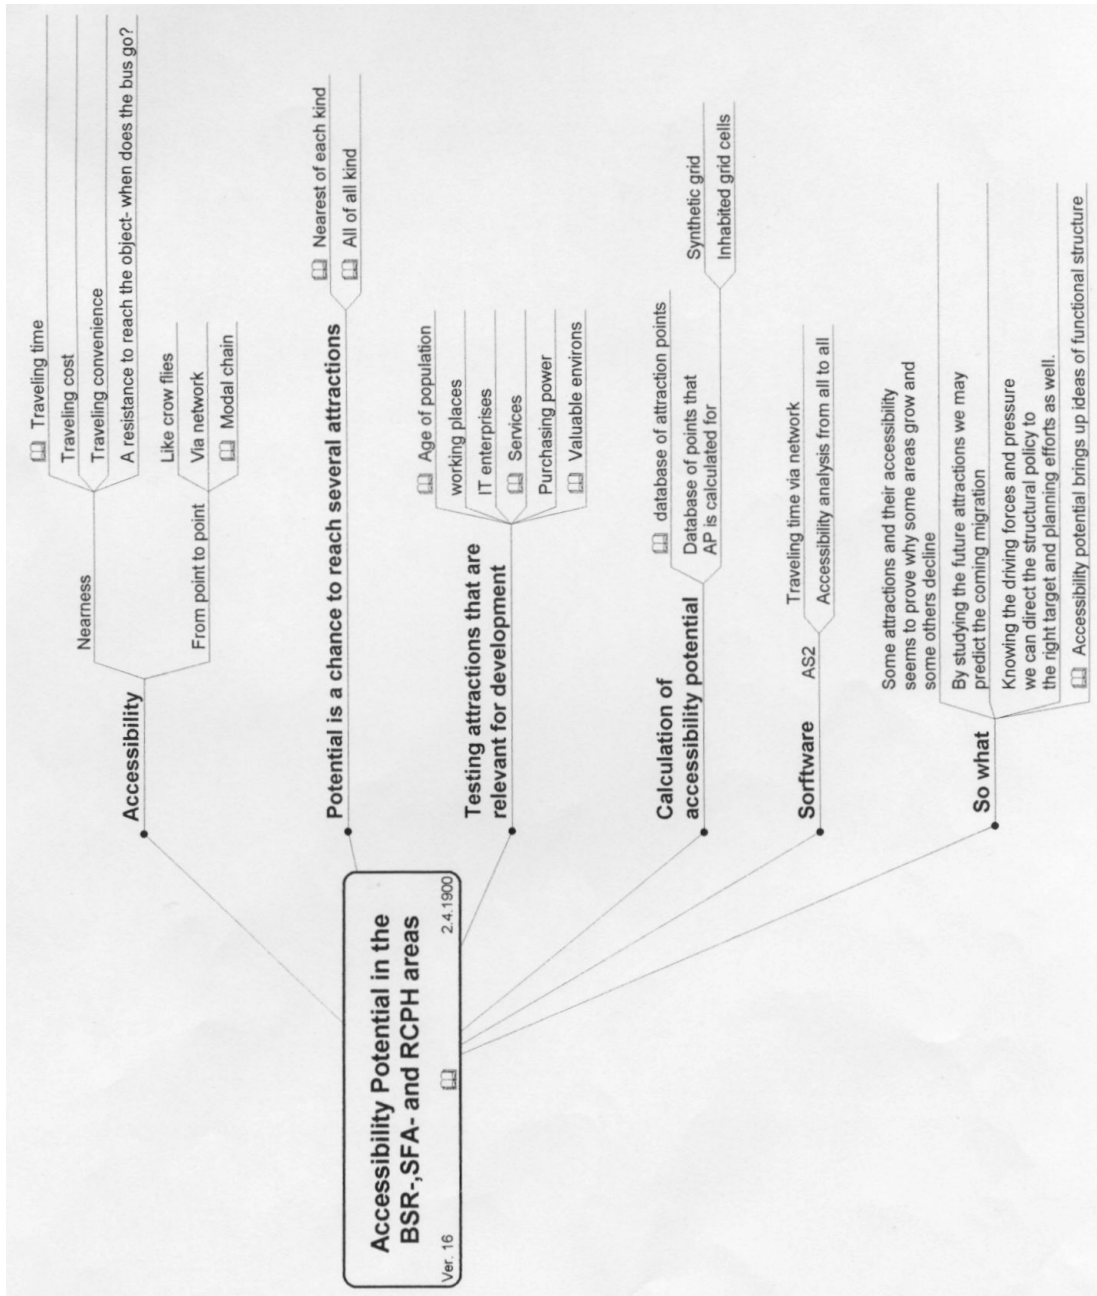 Accessibility Potential in the
BSR-,SFA- and RCPH areas
Ver. 16
2.4.1900
Accessibility
Nearness
Traveling time
Traveling cost
Traveling convenience
A resistance to reach the object- when does the bus go?
From point to point
Like crow flies
Via network
Modal chain
Potential is a chance to reach several attractions
Nearest of each kind
All of all kind
Testing attractions that are
relevant for development
Age of population
working places
IT enterprises
Services
Purchasing power
Valuable environs
Calculation of
accessibility potential
database of attraction points
Database of points that
AP is calculated for
Synthetic grid
Inhabited grid cells
Sorftware
AS2
Traveling time via network
Accessibility analysis from all to all
So what
Some attractions and their accessibility
seems to prove why some areas grow and
some others decline
By studying the future attractions we may
predict the coming migration
Knowing the driving forces and pressure
we can direct the structural policy to
the right target and planning efforts as well.
Accessibility potential brings up ideas of functional structure